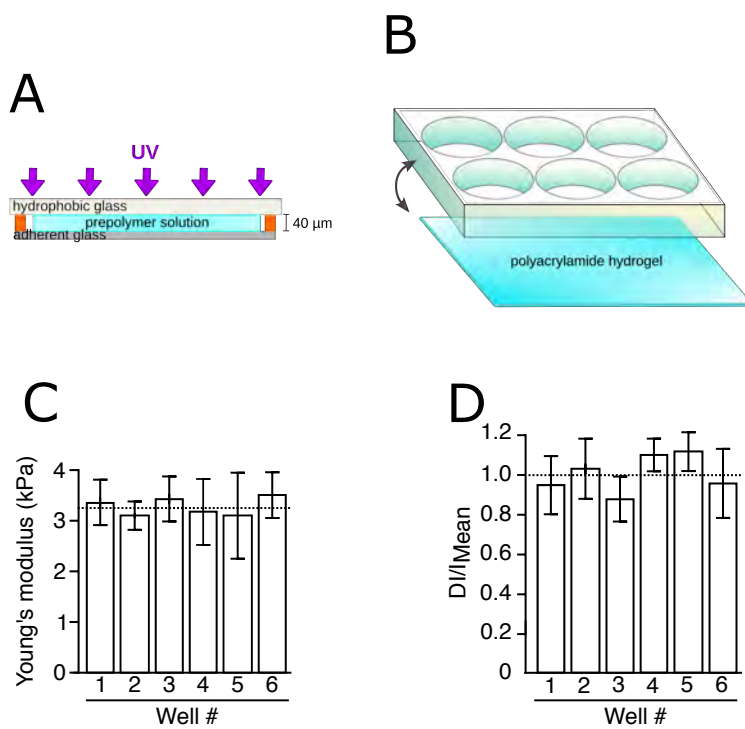 A
UV
hydrophobic glass
prepolymer solution
adherent glass
40 µm
B
polyacrylamide hydrogel
C
Young's modulus (kPa)
4
3
2
1
0
1 2 3 4 5 6
Well #
D
DI/IMean
1.2
1.0
0.8
0.6
0.4
0.2
0
1 2 3 4 5 6
Well #